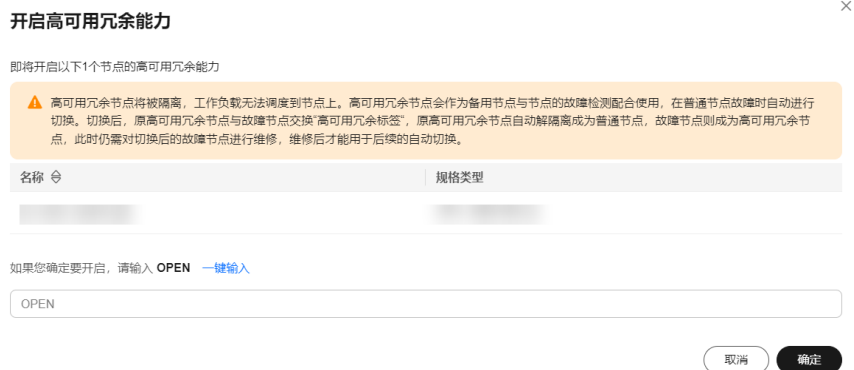 开启高可用冗余能力
即将开启以下1个节点的高可用冗余能力
高可用冗余节点将被隔离，工作负载无法调度到节点上。高可用冗余节点会作为备用节点与节点的故障检测配合使用，在普通节点故障时自动进行
切换。切换后，原高可用冗余节点与故障节点交换“高可用冗余标签”，原高可用冗余节点自动解隔离成为普通节点，故障节点则成为高可用冗余节
点，此时仍需对切换后的故障节点进行维修，维修后才能用于后续的自动切换。
名称 规格类型
如果您确定要开启，请输入 OPEN 一键输入
OPEN
取消 确定